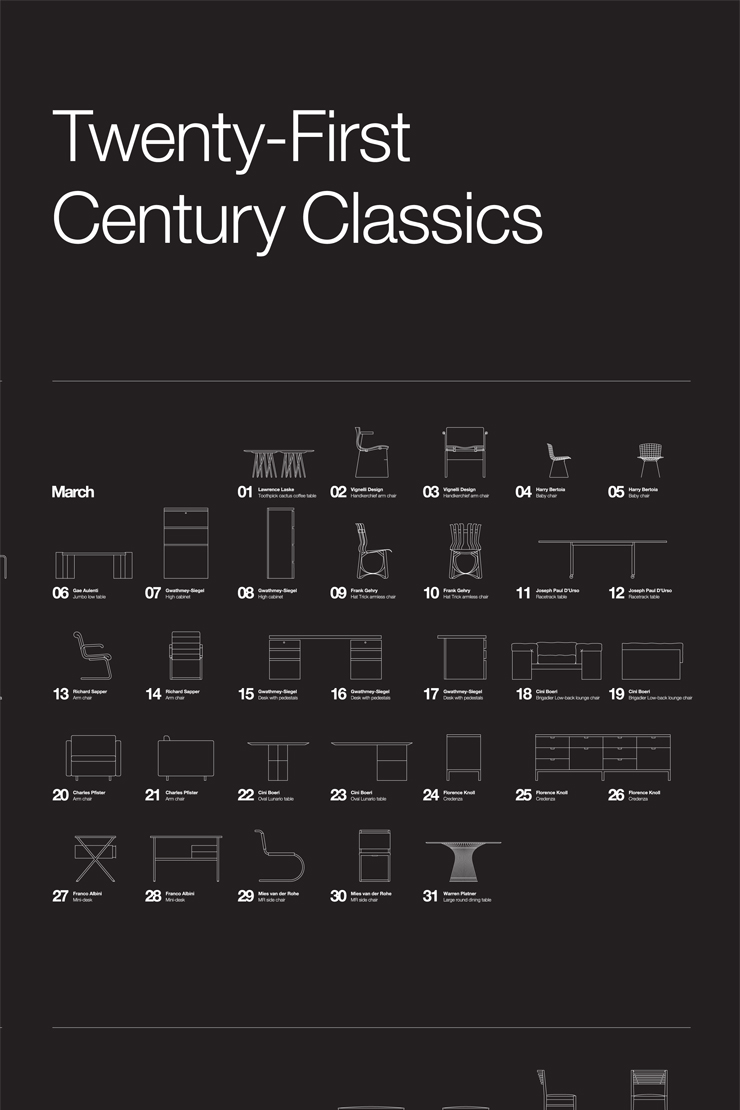 Twenty-First
Century Classics
March
01 Lawrence Laske
Toothpick cactus coffee table
02 Vignelli Design
Handkerchief arm chair
03 Vignelli Design
Handkerchief arm chair
04 Harry Bertoia
Baby chair
05 Harry Bertoia
Baby chair
06 Gae Aulenti
Jumbo low table
07 Gwathmey-Siegel
High cabinet
08 Gwathmey-Siegel
High cabinet
09 Frank Gehry
Hat Trick armless chair
10 Frank Gehry
Hat Trick armless chair
11 Joseph Paul D'Urso
Racetrack table
12 Joseph Paul D'Urso
Racetrack table
13 Richard Sapper
Arm chair
14 Richard Sapper
Arm chair
15 Gwathmey-Siegel
Desk with pedestals
16 Gwathmey-Siegel
Desk with pedestals
17 Gwathmey-Siegel
Desk with pedestals
18 Cini Boeri
Brigadier Low-back lounge chair
19 Cini Boeri
Brigadier Low-back lounge chair
20 Charles Pfister
Arm chair
21 Charles Pfister
Arm chair
22 Cini Boeri
Oval Lunario table
23 Cini Boeri
Oval Lunario table
24 Florence Knoll
Credenza
25 Florence Knoll
Credenza
26 Florence Knoll
Credenza
27 Franco Albini
Mini-desk
28 Franco Albini
Mini-desk
29 Mies van der Rohe
MR side chair
30 Mies van der Rohe
MR side chair
31 Warren Platner
Large round dining table